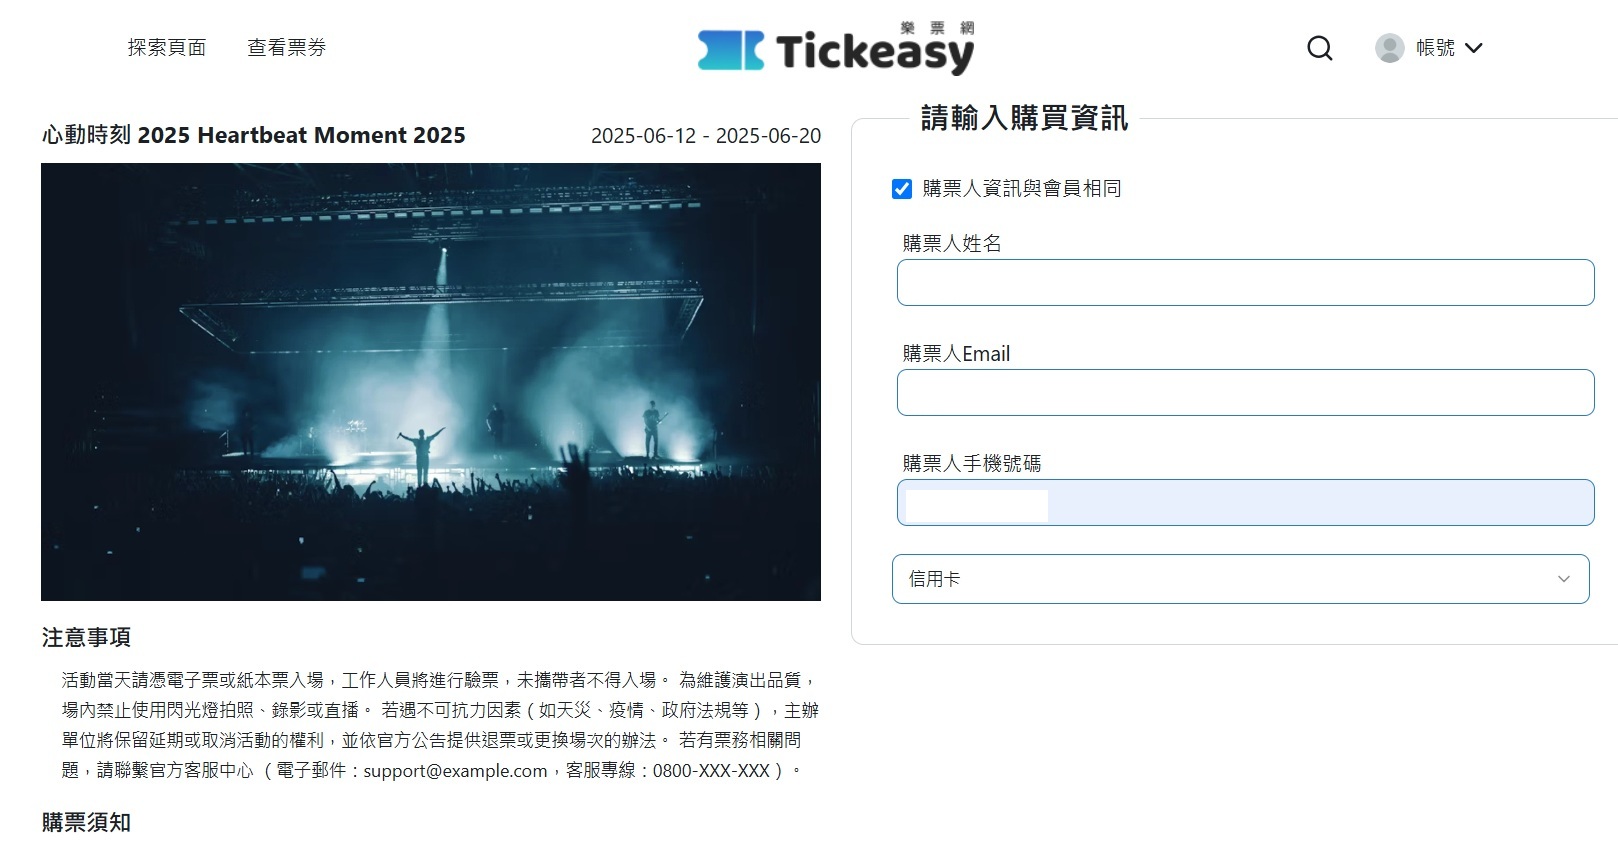 探索頁面
查看票券
樂票網
Tickeasy
帳號
心動時刻 2025 Heartbeat Moment 2025
2025-06-12 - 2025-06-20
注意事項
活動當天請憑電子票或紙本票入場，工作人員將進行驗票，未攜帶者不得入場。 為維護演出品質，
場內禁止使用閃光燈拍照、錄影或直播。 若遇不可抗力因素（如天災、疫情、政府法規等），主辦
單位將保留延期或取消活動的權利，並依官方公告提供退票或更換場次的辦法。 若有票務相關問
題，請聯繫官方客服中心（電子郵件：support@example.com，客服專線：0800-XXX-XXX）。
購票須知
請輸入購買資訊
購票人資訊與會員相同
購票人姓名
購票人Email
購票人手機號碼
信用卡